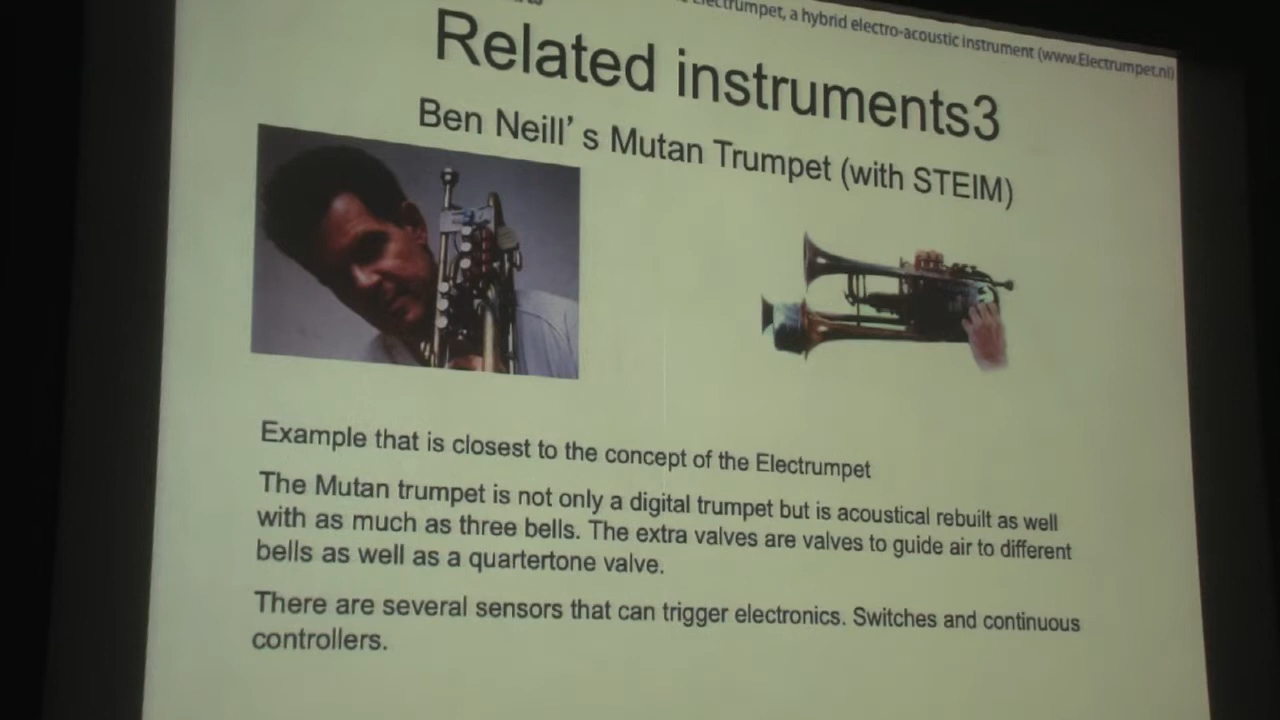 Electrumpet, a hybrid electro-acoustic instrument (www.Electrumpet.nl)
Related instruments3
Ben Neill’s Mutan Trumpet (with STEIM)
Example that is closest to the concept of the Electrumpet
The Mutan trumpet is not only a digital trumpet but is acoustical rebuilt as well
with as much as three bells. The extra valves are valves to guide air to different
bells as well as a quartertone valve.
There are several sensors that can trigger electronics. Switches and continuous
controllers.